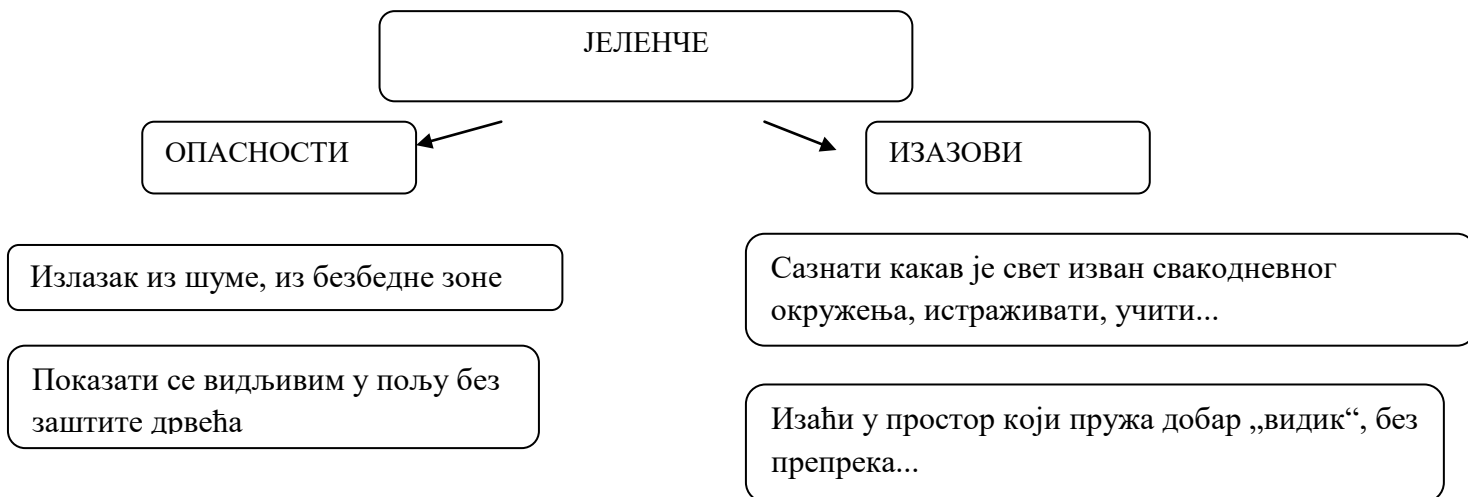 ЈЕЛЕНЧЕ
ОПАСНОСТИ
ИЗАЗОВИ
Излазак из шуме, из безбедне зоне
Показати се видљивим у пољу без
заштите дрвећа
Сазнати какав је свет изван свакодневног
окружења, истраживати, учити...
Изаћи у простор који пружа добар „видик“, без
препрека...